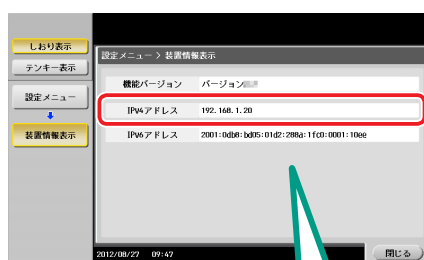 しおり表示
テンキー表示
設定メニュー
装置情報表示
設定メニュー > 装置情報表示
機能バージョン バージョン
IPv4アドレス 192.168.1.20
IPv6アドレス 2001:0db8:bd05:01d2:288a:1fc0:0001:10ee
2012/08/27 09:47
閉じる